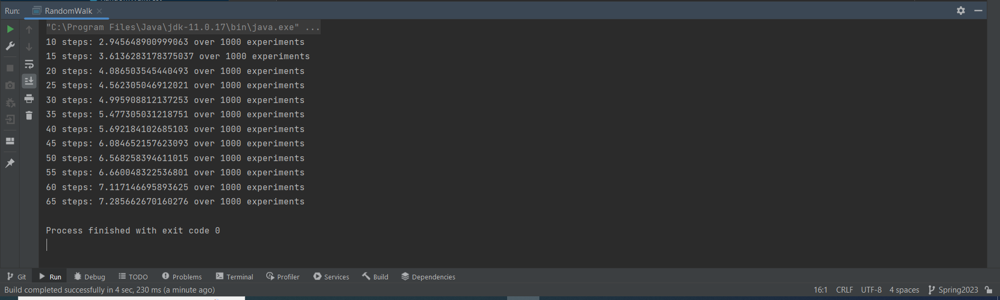 Run: RandomWalk
"C:\Program Files\Java\jdk-11.0.17\bin\java.exe" ...
10 steps: 2.945648900999063 over 1000 experiments
15 steps: 3.6136283178375037 over 1000 experiments
20 steps: 4.086503545440493 over 1000 experiments
25 steps: 4.562305046912021 over 1000 experiments
30 steps: 4.995908812137253 over 1000 experiments
35 steps: 5.477305031218751 over 1000 experiments
40 steps: 5.692184102685103 over 1000 experiments
45 steps: 6.084652157623093 over 1000 experiments
50 steps: 6.568258394611015 over 1000 experiments
55 steps: 6.660048322536801 over 1000 experiments
60 steps: 7.117146695893625 over 1000 experiments
65 steps: 7.285662670160276 over 1000 experiments
Process finished with exit code 0
Git Run Debug TODO Problems Terminal Profiler Services Build Dependencies
Build completed successfully in 4 sec, 230 ms (a minute ago) 16:1 CRLF UTF-8 4 spaces Spring2023